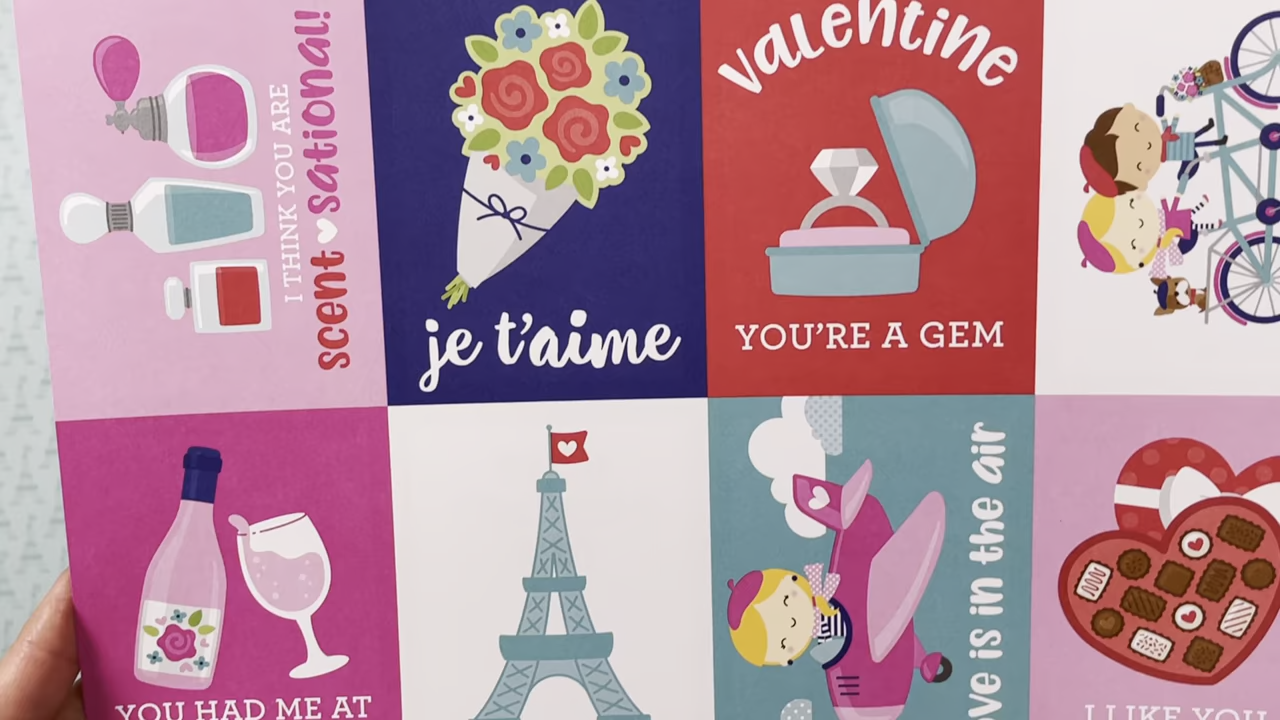 I THINK YOU ARE
scent sational!
je t'aime
valentine
YOU'RE A GEM
YOU HAD ME AT
ove is in the air
I LIKE YOU